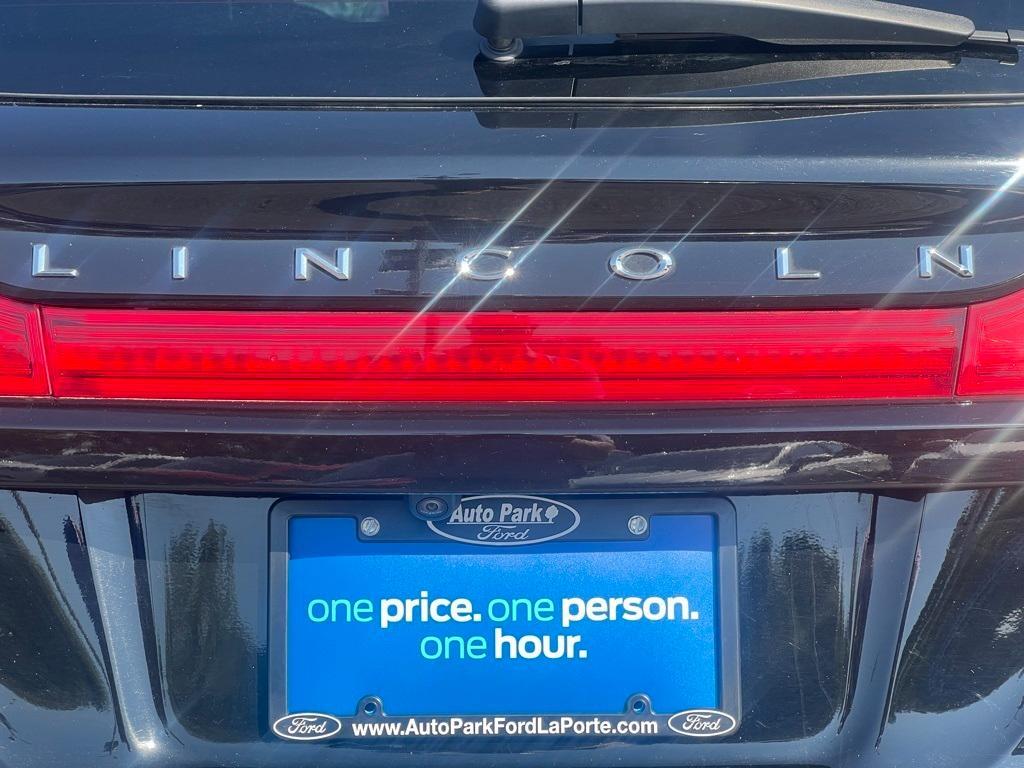 LINCOLN
Auto Park
Ford
one price. one person.
one hour.
Ford www.AutoParkFordLaPorte.com Ford